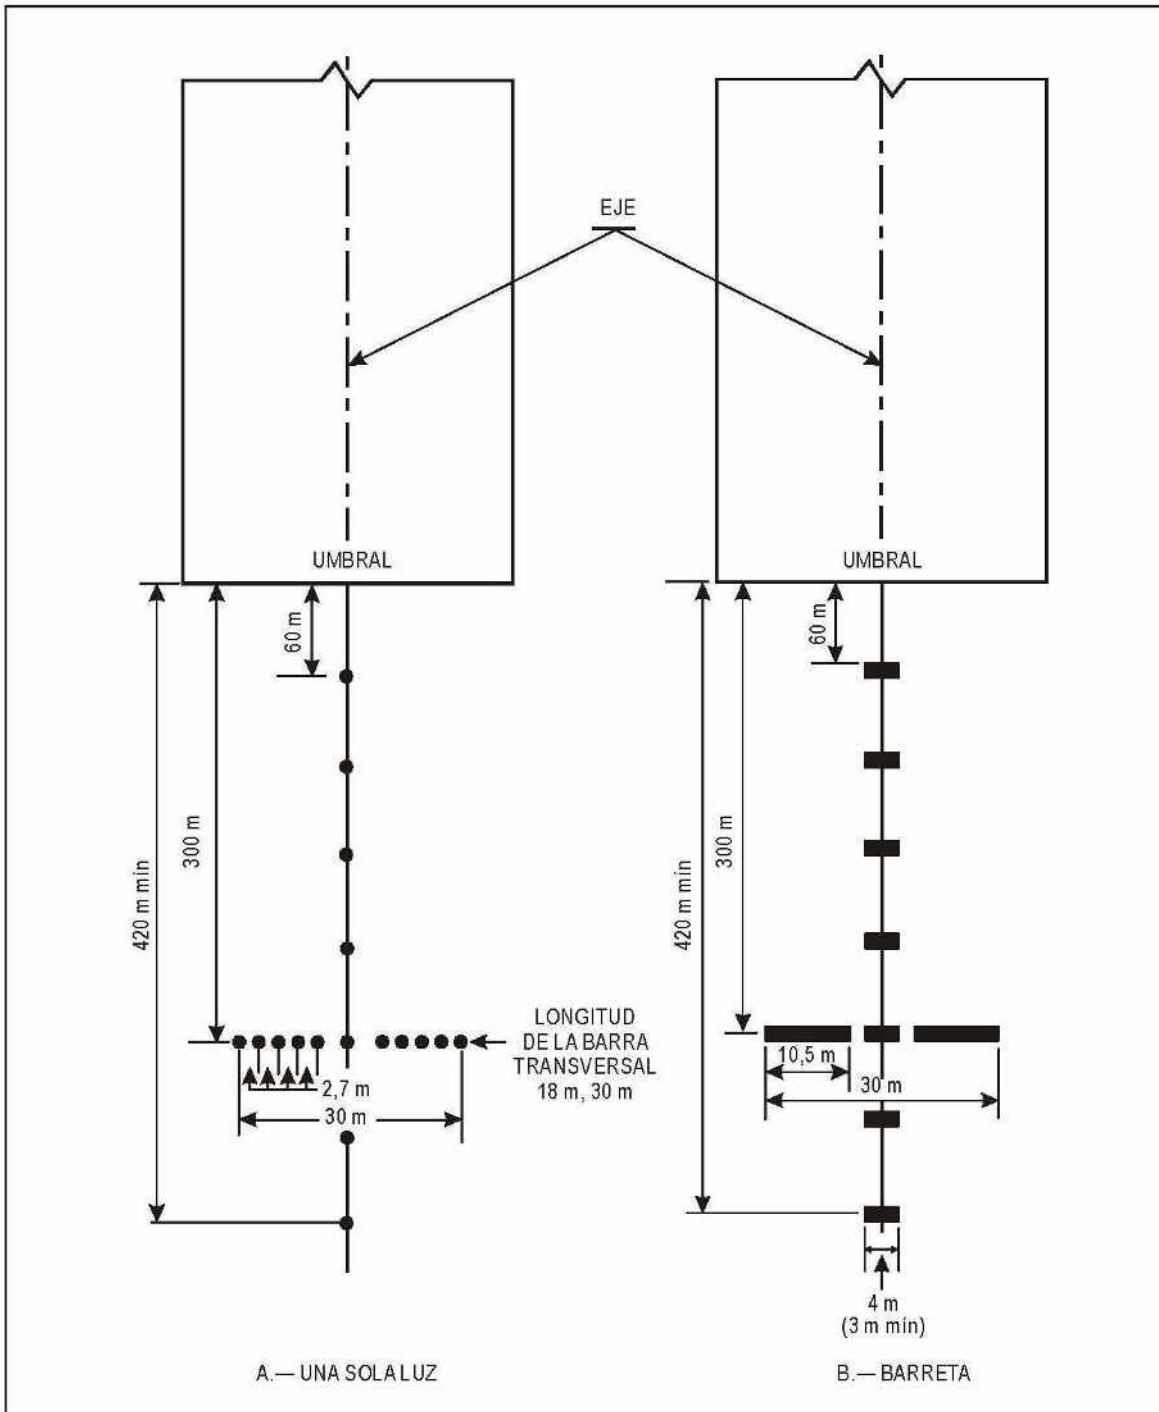 EJE
UMBRAL
UMBRAL
60 m
60 m
300 m
300 m
420 m mín
420 m mín
LONGITUD
DE LA BARRA
TRANSVERSAL
18 m, 30 m
2,7 m
30 m
10,5 m
30 m
4 m
(3 m mín)
A.— UNA SOLA LUZ
B.— BARRETA